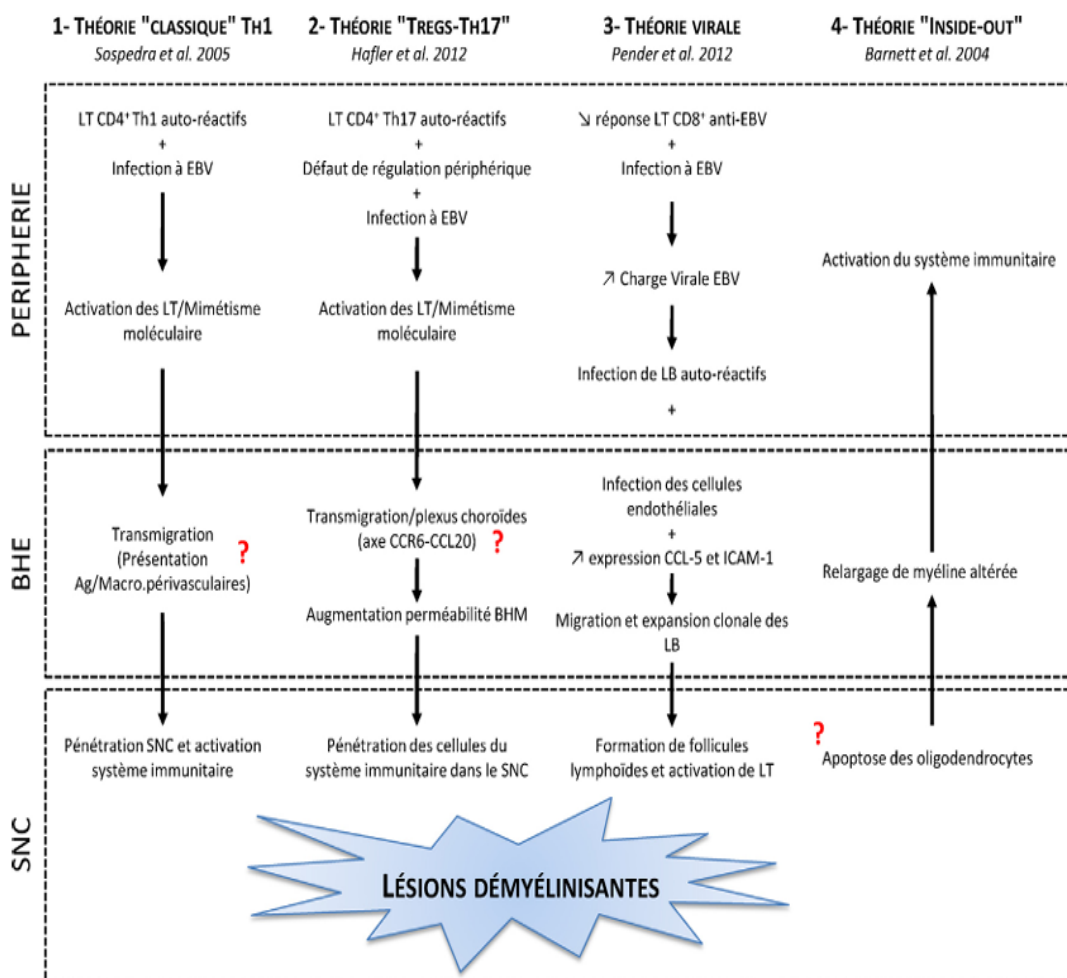 1- THÉORIE "CLASSIQUE" TH1
Sospedra et al. 2005
2- THÉORIE "TREGS-TH17"
Hafler et al. 2012
3- THÉORIE VIRALE
Pender et al. 2012
4- THÉORIE "INSIDE-OUT"
Barnett et al. 2004
PERIPHERIE
LT CD4⁺ Th1 auto-réactifs
+
Infection à EBV
Activation des LT/Mimétisme
moléculaire
LT CD4⁺ Th17 auto-réactifs
+
Défaut de régulation périphérique
+
Infection à EBV
Activation des LT/Mimétisme
moléculaire
↘ réponse LT CD8⁺ anti-EBV
+
Infection à EBV
↗ Charge Virale EBV
Infection de LB auto-réactifs
+
Activation du système immunitaire
BHE
Transmigration
(Présentation
Ag/Macro.périvasculaires)
?
Transmigration/plexus choroïdes
(axe CCR6-CCL20)
?
Augmentation perméabilité BHM
Infection des cellules
endothéliales
+
↗ expression CCL-5 et ICAM-1
Migration et expansion clonale des
LB
Relargage de myéline altérée
SNC
Pénétration SNC et activation
système immunitaire
Pénétration des cellules du
système immunitaire dans le SNC
Formation de follicules
lymphoïdes et activation de LT
?
Apoptose des oligodendrocytes
LÉSIONS DÉMYÉLINISANTES